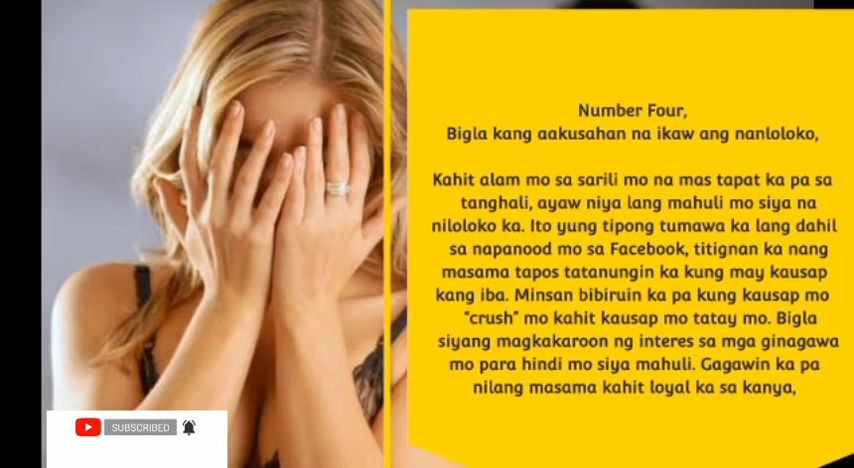 Number Four,
Bigla kang aakusahan na ikaw ang nanloloko,
Kahit alam mo sa sarili mo na mas tapat ka pa sa
tanghali, ayaw niya lang mahuli mo siya na
niloloko ka. Ito yung tipong tumawa ka lang dahil
sa napanood mo sa Facebook, titignan ka nang
masama tapos tatanungin ka kung may kausap
kang iba. Minsan bibiruin ka pa kung kausap mo
"crush" mo kahit kausap mo tatay mo. Bigla
siyang magkakaroon ng interes sa mga ginagawa
mo para hindi mo siya mahuli. Gagawin ka pa
nilang masama kahit loyal ka sa kanya,
SUBSCRIBED